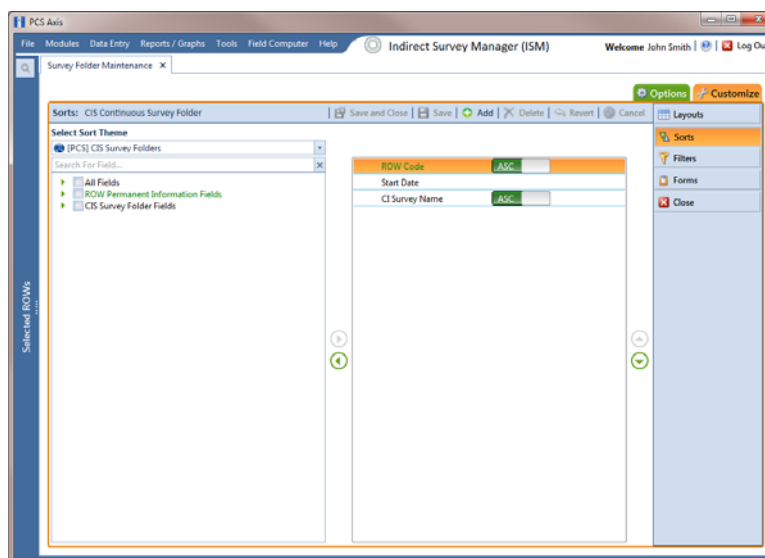 PCS Axis
File Modules Data Entry Reports / Graphs Tools Field Computer Help Indirect Survey Manager (ISM) Welcome John Smith | | Log Ou
Survey Folder Maintenance X
Options Customize
Sorts: CIS Continuous Survey Folder | Save and Close | Save | Add | Delete | Revert | Cancel
Layouts
Select Sort Theme
[PCS] CIS Survey Folders
Sorts
Search For Field...
ROW Code ASC
Filters
All Fields
Start Date
ROW Permanent Information Fields
Forms
CIS Survey Folder Fields
CI Survey Name ASC
Close
Selected ROWs